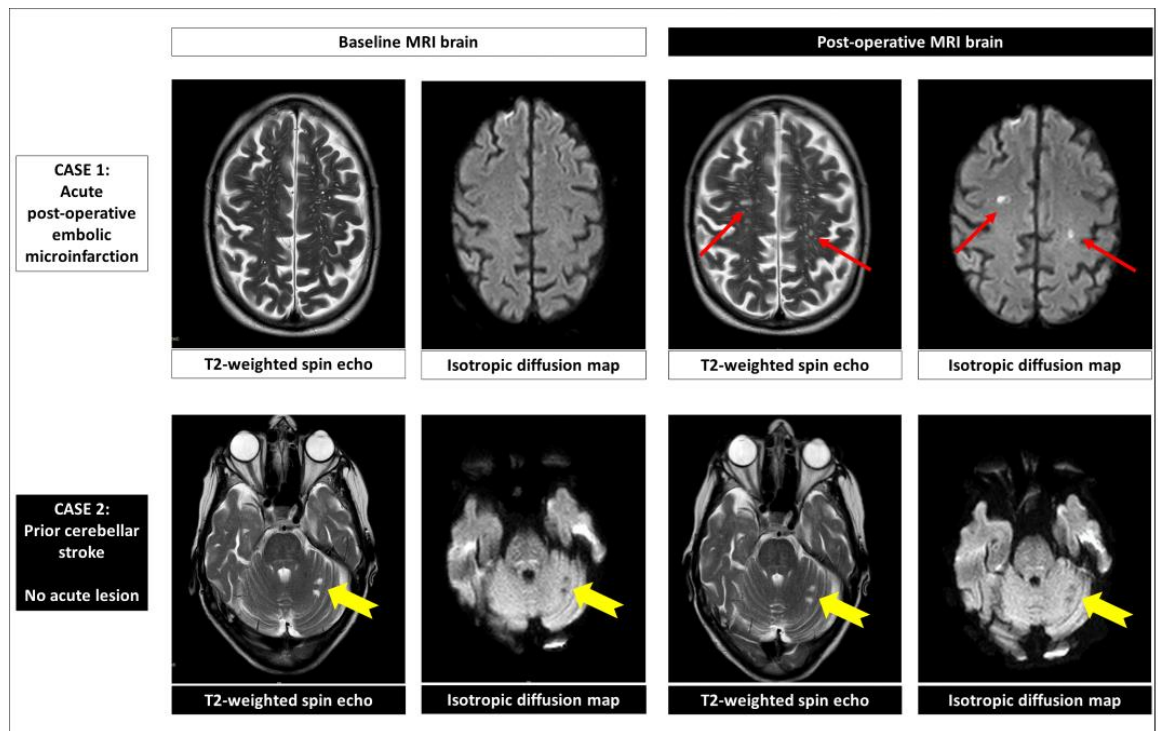 Baseline MRI brain
Post-operative MRI brain
CASE 1:
Acute
post-operative
embolic
microinfarction
T2-weighted spin echo
Isotropic diffusion map
T2-weighted spin echo
Isotropic diffusion map
CASE 2:
Prior cerebellar
stroke
No acute lesion
T2-weighted spin echo
Isotropic diffusion map
T2-weighted spin echo
Isotropic diffusion map